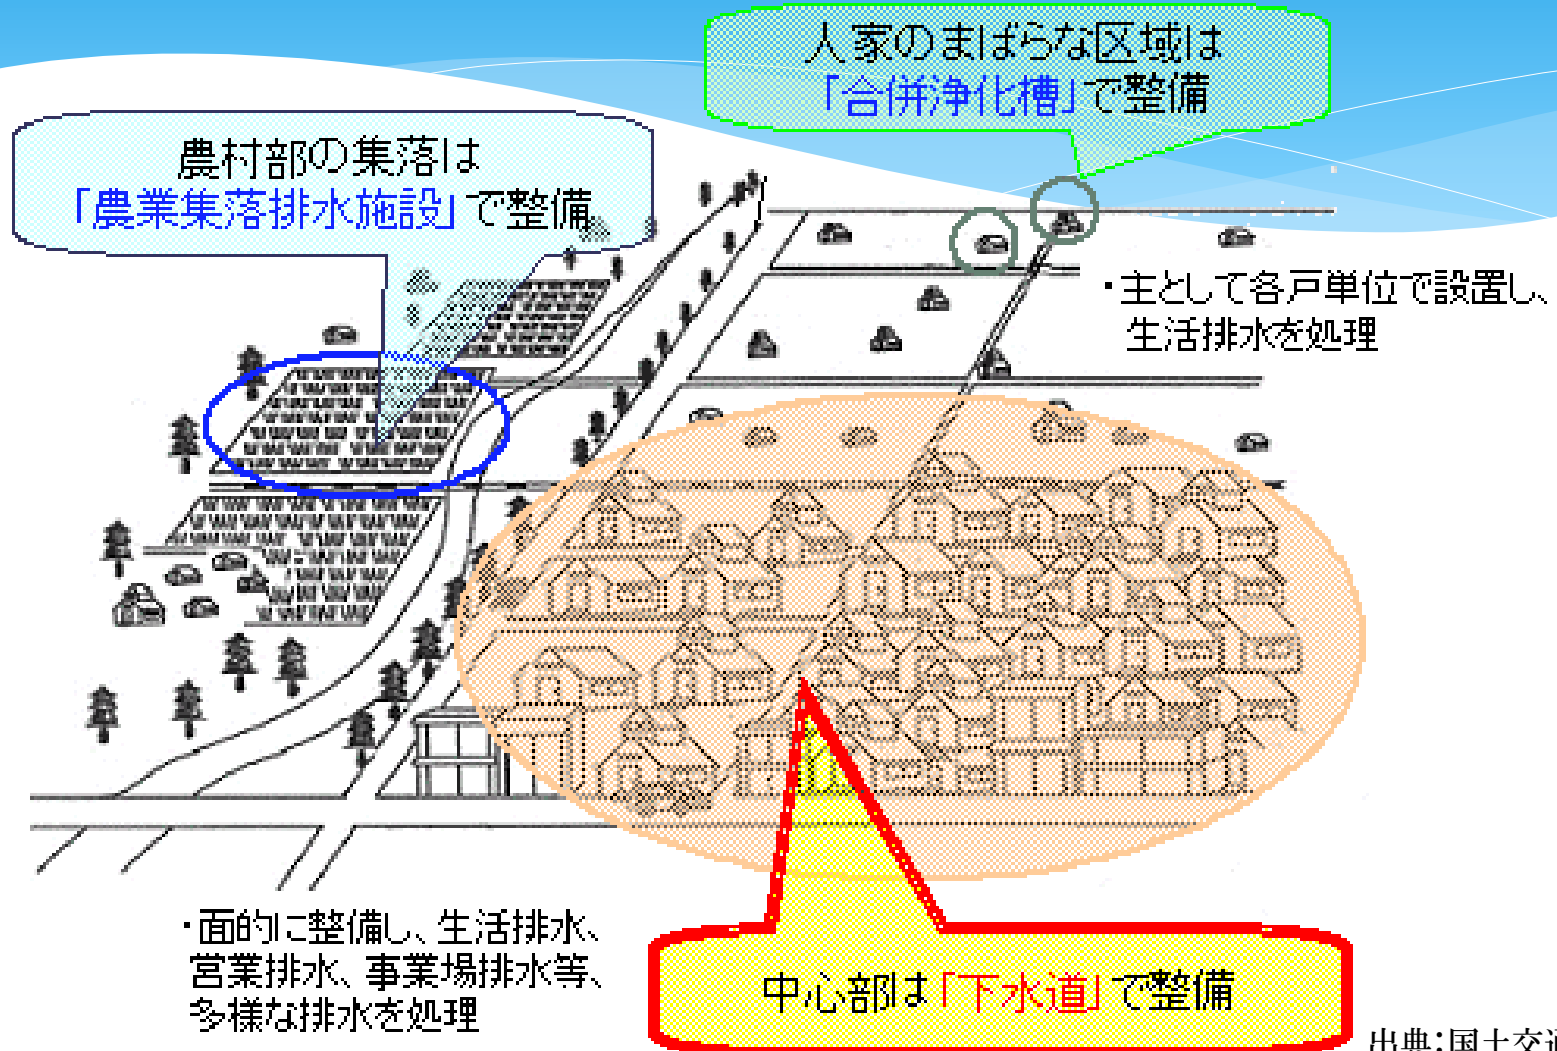 人家のまばらな区域は
「合併浄化槽」で整備
農村部の集落は
「農業集落排水施設」で整備
・主として各戸単位で設置し、
生活排水を処理
・面的に整備し、生活排水、
営業排水、事業場排水等、
多様な排水を処理
中心部は「下水道」で整備
出典：国土交通